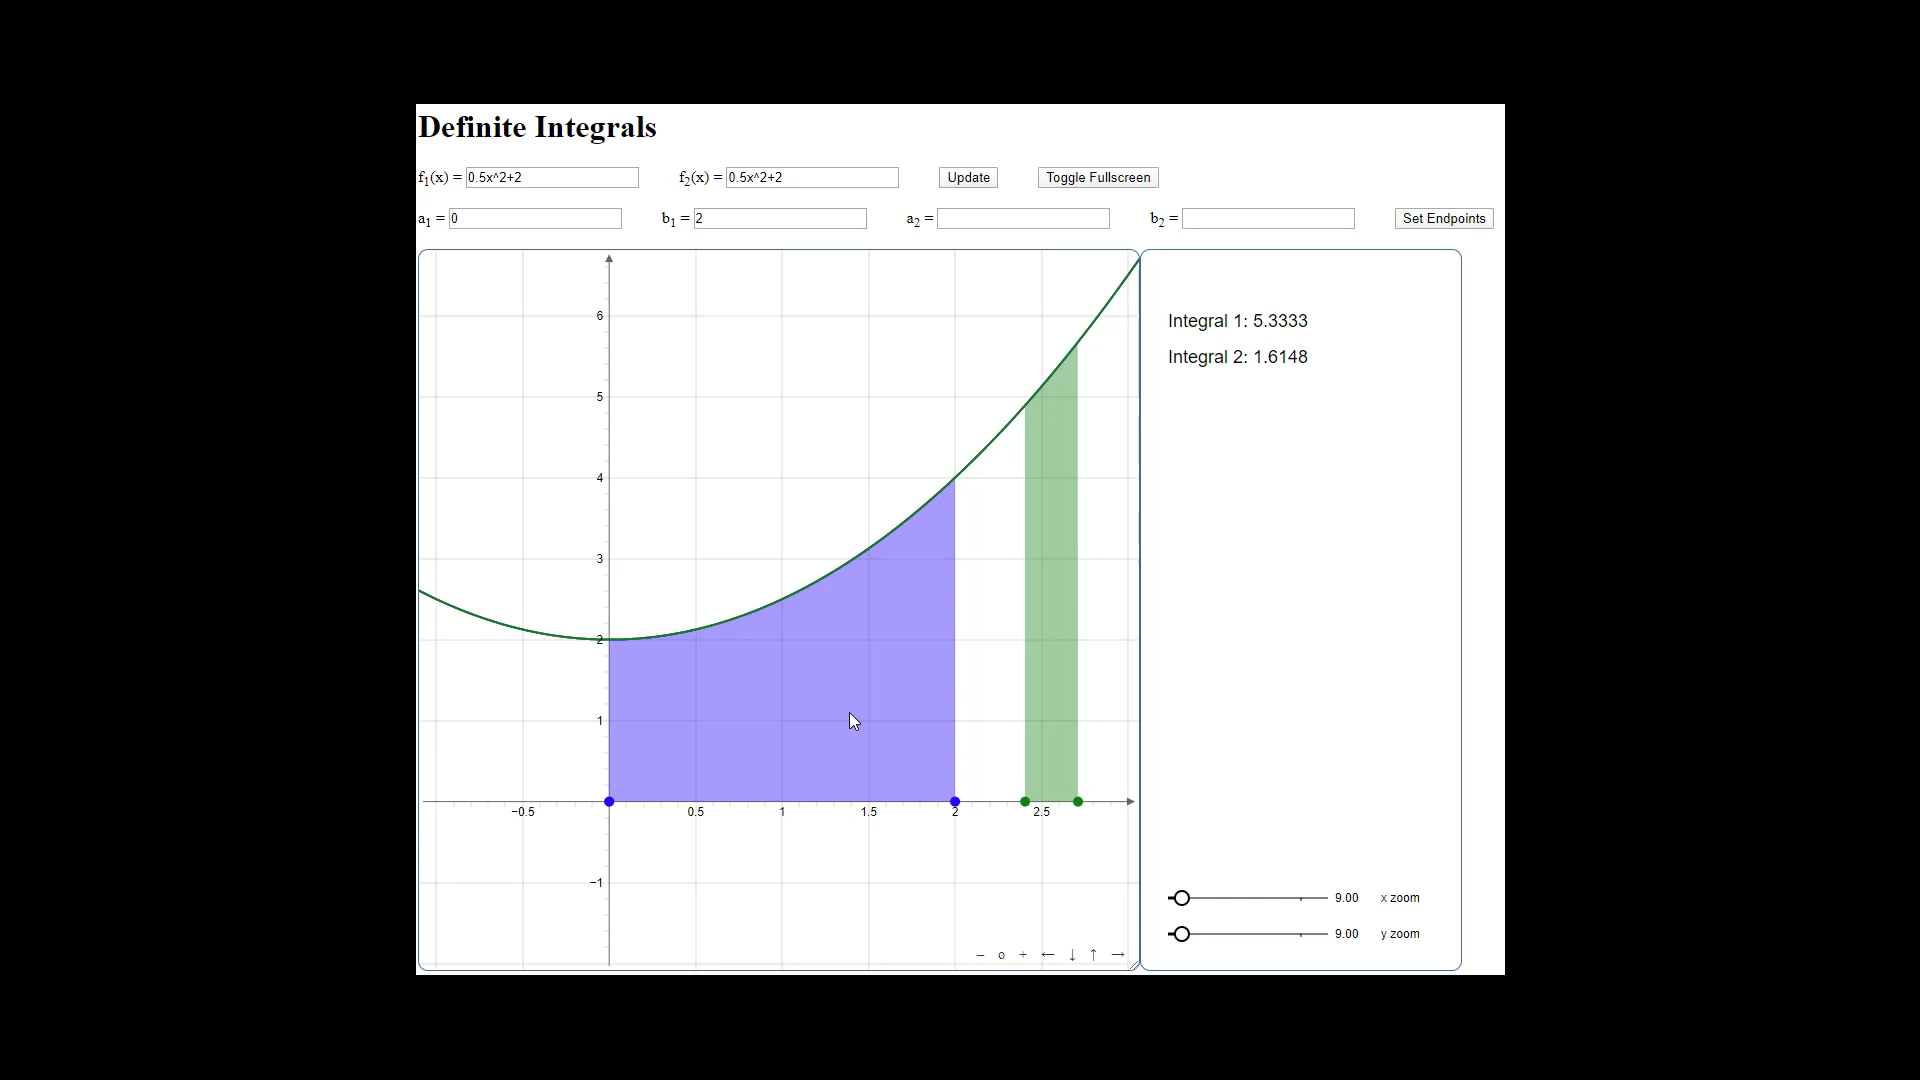 Definite Integrals
f1(x) = 0.5x^2+2 f2(x) = 0.5x^2+2 Update Toggle Fullscreen
a1 = 0 b1 = 2 a2 = b2 = Set Endpoints
6
5
4
3
2
1
−1
−0.5 0.5 1 1.5 2 2.5
− o + ← ↓ ↑ →
Integral 1: 5.3333
Integral 2: 1.6148
9.00 x zoom
9.00 y zoom